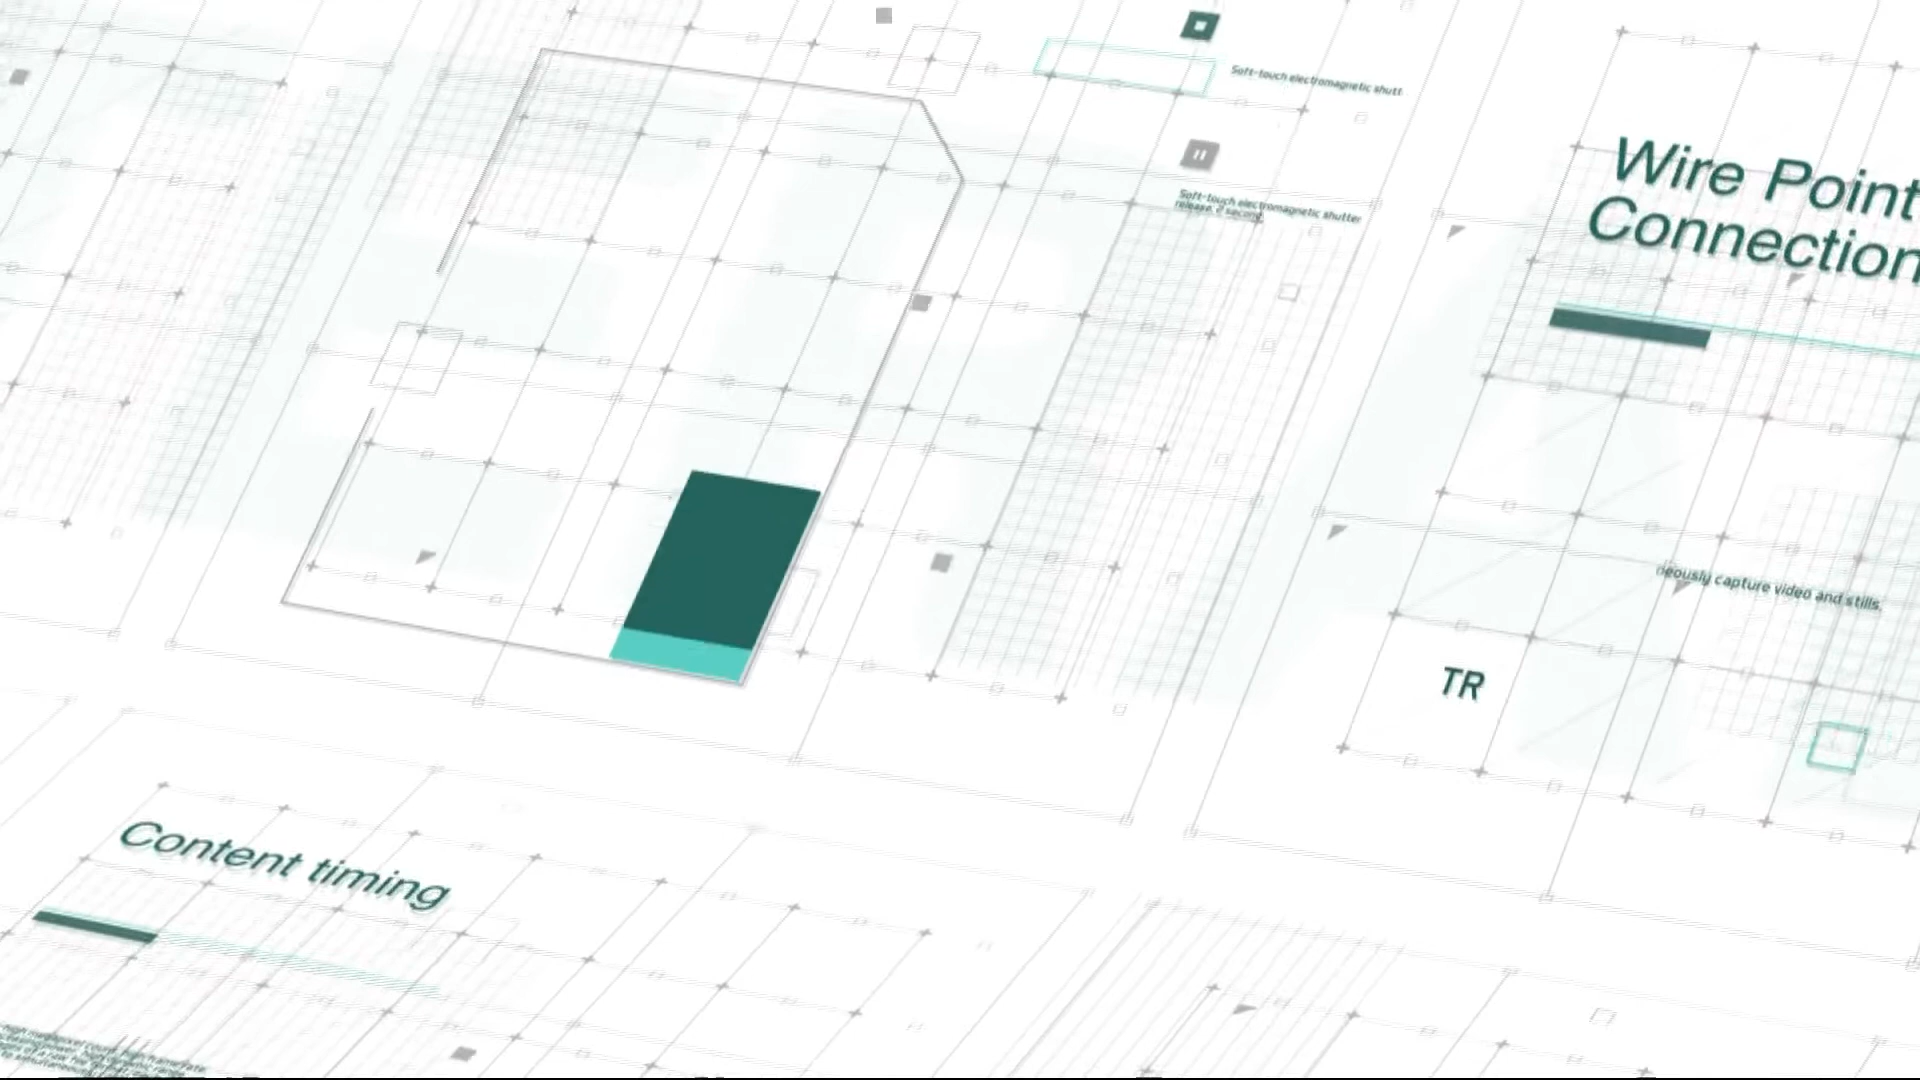 Soft-touch electromagnetic shutt
Soft-touch electromagnetic shutter
release: 2 second
Wire Point
Connection
eously capture video and stills.
TR
Content timing